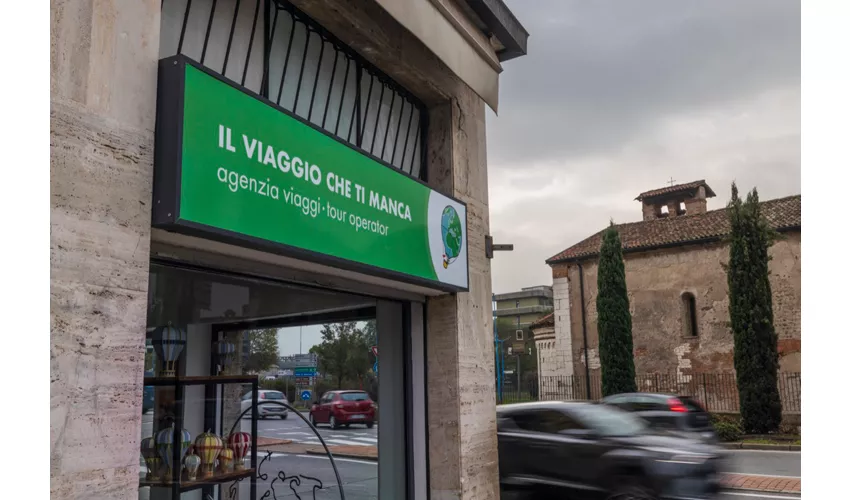 IL VIAGGIO CHE TI MANCA
agenzia viaggi · tour operator